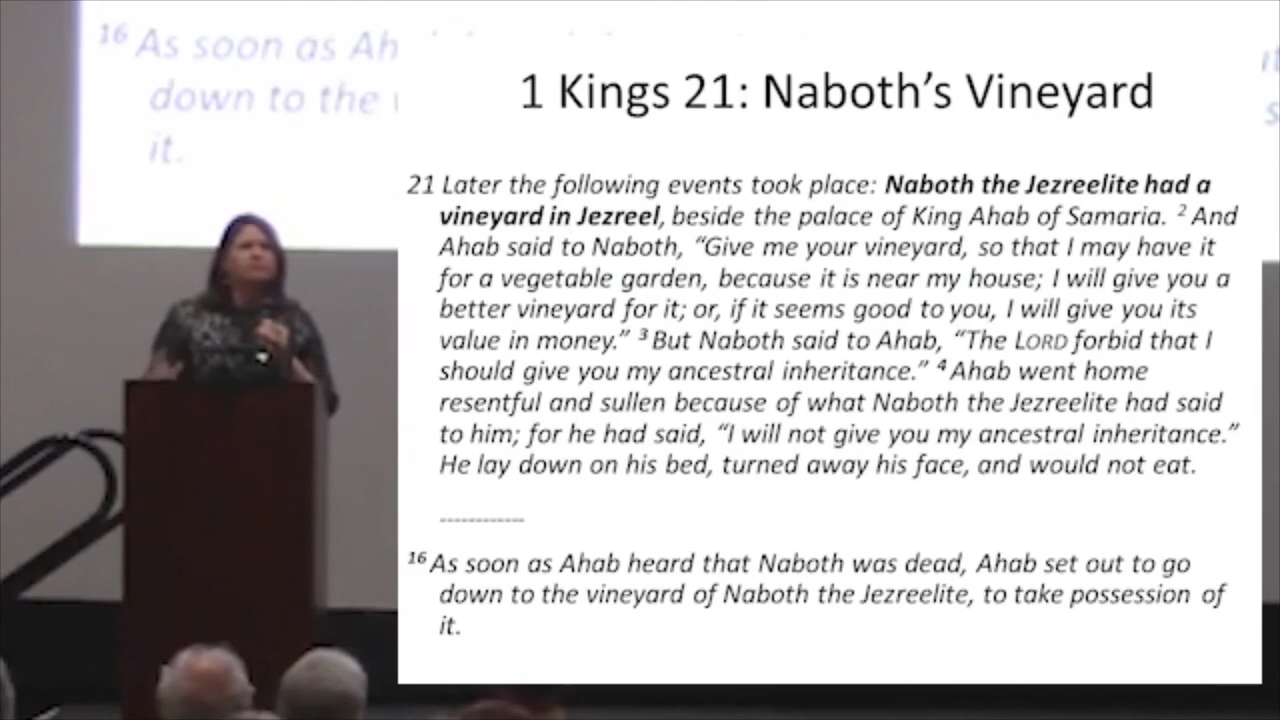 16 As soon as Ah
down to the
it.
1 Kings 21: Naboth’s Vineyard
21 Later the following events took place: Naboth the Jezreelite had a
vineyard in Jezreel, beside the palace of King Ahab of Samaria. 2 And
Ahab said to Naboth, “Give me your vineyard, so that I may have it
for a vegetable garden, because it is near my house; I will give you a
better vineyard for it; or, if it seems good to you, I will give you its
value in money.” 3 But Naboth said to Ahab, “The LORD forbid that I
should give you my ancestral inheritance.” 4 Ahab went home
resentful and sullen because of what Naboth the Jezreelite had said
to him; for he had said, “I will not give you my ancestral inheritance.”
He lay down on his bed, turned away his face, and would not eat.
------------
16 As soon as Ahab heard that Naboth was dead, Ahab set out to go
down to the vineyard of Naboth the Jezreelite, to take possession of
it.